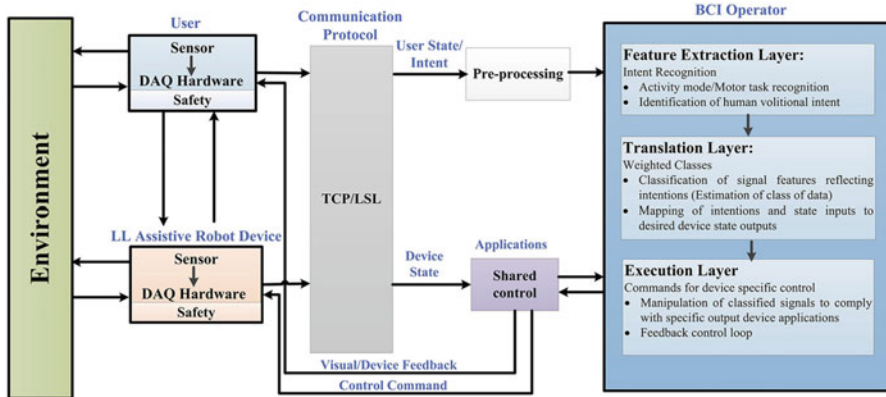 Environment
User
Sensor
DAQ Hardware
Safety
LL Assistive Robot Device
Sensor
DAQ Hardware
Safety
Communication
Protocol
TCP/LSL
User State/
Intent
Pre-processing
Device
State
Applications
Shared
control
Visual/Device Feedback
Control Command
BCI Operator
Feature Extraction Layer:
Intent Recognition
• Activity mode/Motor task recognition
• Identification of human volitional intent
Translation Layer:
Weighted Classes
• Classification of signal features reflecting
intentions (Estimation of class of data)
• Mapping of intentions and state inputs to
desired device state outputs
Execution Layer
Commands for device specific control
• Manipulation of classified signals to comply
with specific output device applications
• Feedback control loop